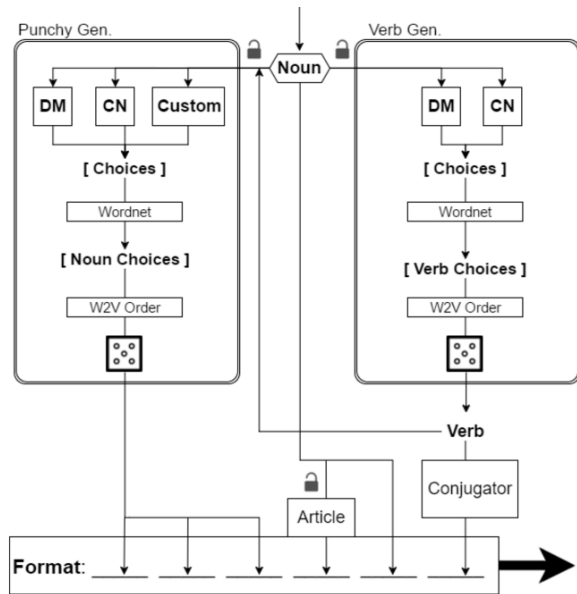 Punchy Gen.
Verb Gen.
Noun
DM
CN
Custom
DM
CN
[ Choices ]
[ Choices ]
Wordnet
Wordnet
[ Noun Choices ]
[ Verb Choices ]
W2V Order
W2V Order
Verb
Conjugator
Article
Format: